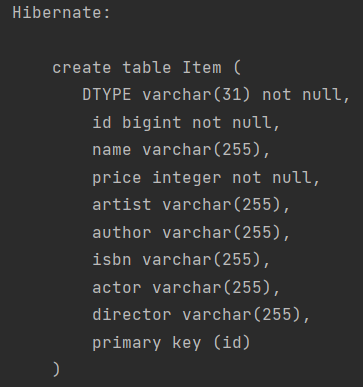 Hibernate:
create table Item (
DTYPE varchar(31) not null,
id bigint not null,
name varchar(255),
price integer not null,
artist varchar(255),
author varchar(255),
isbn varchar(255),
actor varchar(255),
director varchar(255),
primary key (id)
)